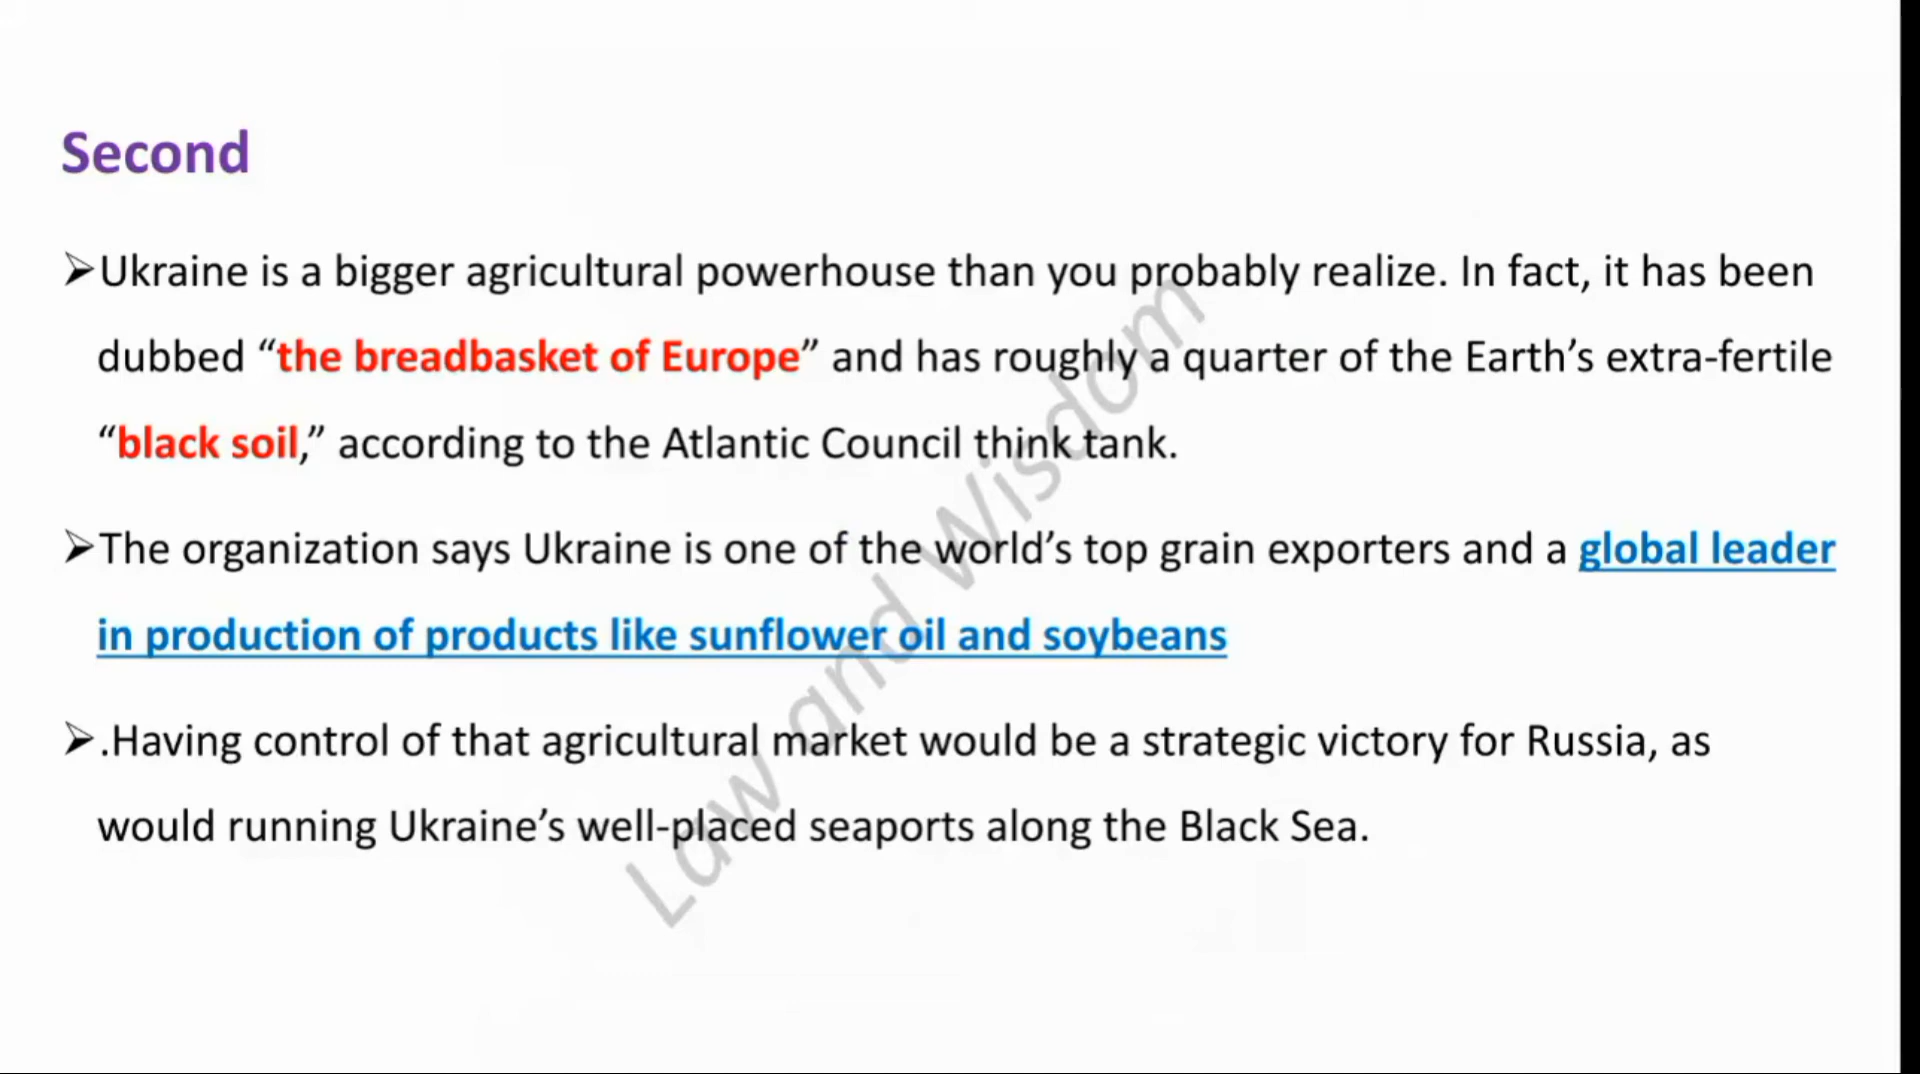 Second
➢Ukraine is a bigger agricultural powerhouse than you probably realize. In fact, it has been
dubbed “the breadbasket of Europe” and has roughly a quarter of the Earth’s extra-fertile
“black soil,” according to the Atlantic Council think tank.
➢The organization says Ukraine is one of the world’s top grain exporters and a global leader
in production of products like sunflower oil and soybeans
➢.Having control of that agricultural market would be a strategic victory for Russia, as
would running Ukraine’s well-placed seaports along the Black Sea.
Law and Wisdom